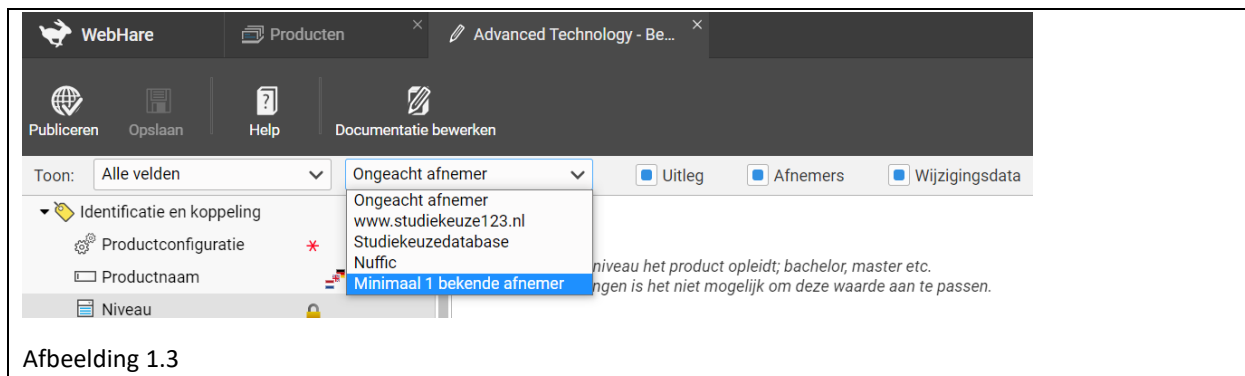 WebHare
Producten
Advanced Technology - Be...
Publiceren
Opslaan
Help
Documentatie bewerken
Toon:
Alle velden
Ongeacht afnemer
Uitleg
Afnemers
Wijzigingsdata
Ongeacht afnemer
www.studiekeuze123.nl
Studiekeuzedatabase
Nuffic
Minimaal 1 bekende afnemer
Identificatie en koppeling
Productconfiguratie
Productnaam
Niveau
niveau het product opleidt; bachelor, master etc.
ngen is het niet mogelijk om deze waarde aan te passen.
Afbeelding 1.3